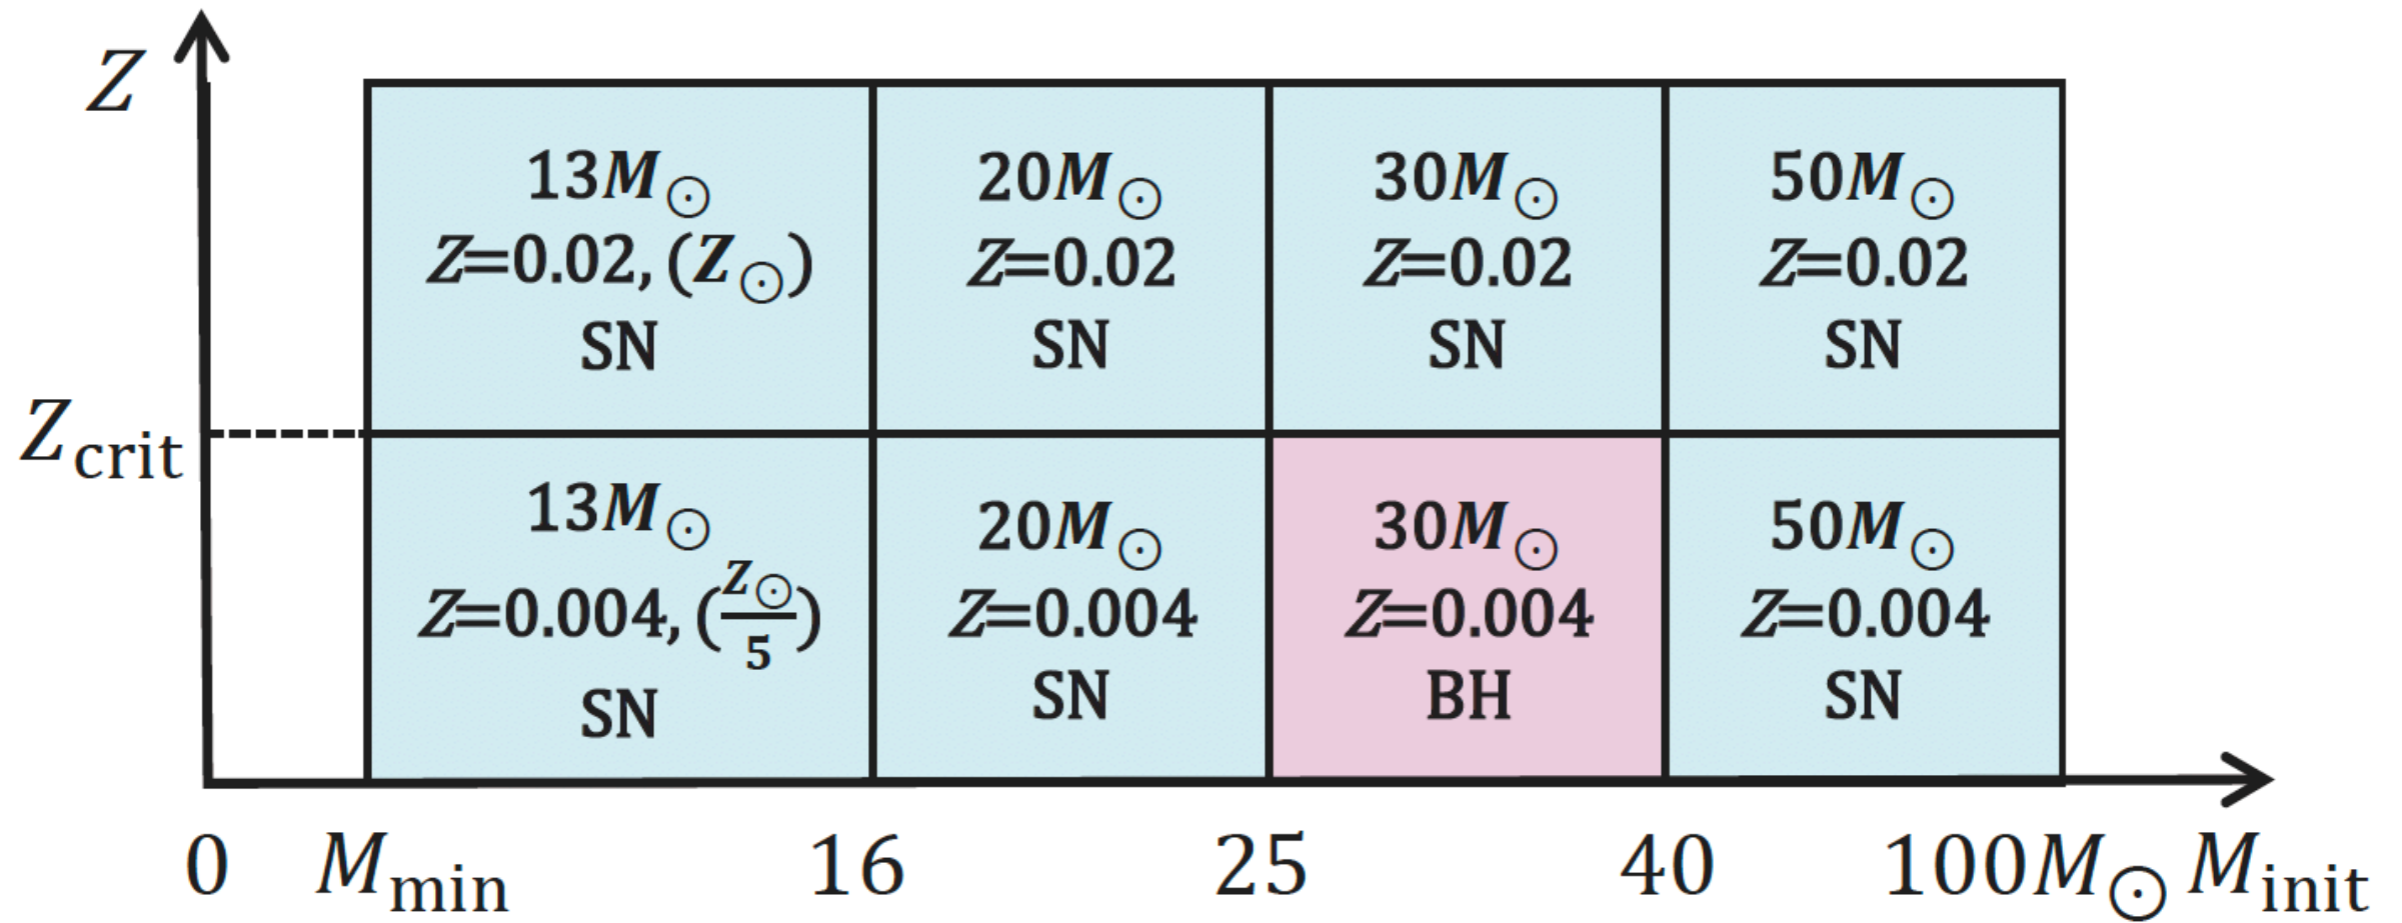 Z
13M☉
Z=0.02, (Z☉)
SN
20M☉
Z=0.02
SN
30M☉
Z=0.02
SN
50M☉
Z=0.02
SN
Zcrit
13M☉
Z=0.004, (Z☉/5)
SN
20M☉
Z=0.004
SN
30M☉
Z=0.004
BH
50M☉
Z=0.004
SN
0 Mmin 16 25 40 100M☉ Minit